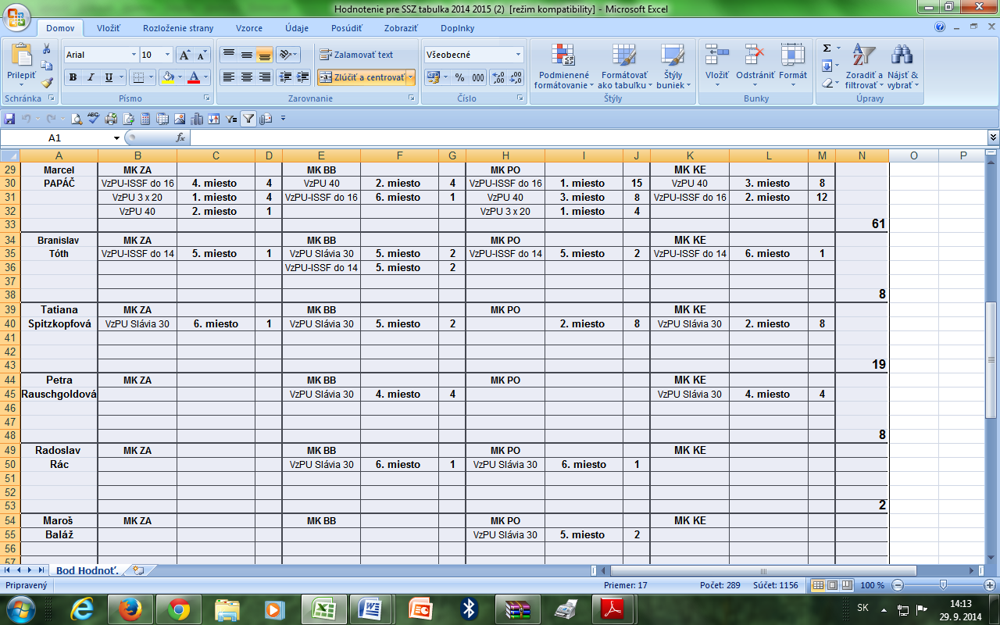 Hodnotenie pre SSZ tabulka 2014 2015 (2) [režim kompatibility] - Microsoft Excel
Domov Vložiť Rozloženie strany Vzorce Údaje Posúdiť Zobraziť Doplnky
Prilepiť
Schránka
Arial 10
B I U
Písmo
Zalamovať text
Zlúčiť a centrovať
Zarovnanie
Všeobecné
% 000
Číslo
Podmienené formátovanie
Formátovať ako tabuľku
Štýly buniek
Štýly
Vložiť Odstrániť Formát
Bunky
Zoradiť a filtrovať
Nájsť & vybrať
Úpravy
A1 fx
A B C D E F G H I J K L M N O P
29 Marcel MK ZA MK BB MK PO MK KE
30 PAPÁČ VzPU-ISSF do 16 4. miesto 4 VzPU 40 2. miesto 4 VzPU-ISSF do 16 1. miesto 15 VzPU 40 3. miesto 8
31 VzPU 3 x 20 1. miesto 4 VzPU-ISSF do 16 6. miesto 1 VzPU 40 3. miesto 8 VzPU-ISSF do 16 2. miesto 12
32 VzPU 40 2. miesto 1 VzPU 3 x 20 1. miesto 4
33 61
34 Branislav MK ZA MK BB MK PO MK KE
35 Tóth VzPU-ISSF do 14 5. miesto 1 VzPU Slávia 30 5. miesto 2 VzPU-ISSF do 14 5. miesto 2 VzPU-ISSF do 14 6. miesto 1
36 VzPU-ISSF do 14 5. miesto 2
37
38 8
39 Tatiana MK ZA MK BB MK PO MK KE
40 Spitzkopfová VzPU Slávia 30 6. miesto 1 VzPU Slávia 30 5. miesto 2 2. miesto 8 VzPU Slávia 30 2. miesto 8
41
42
43 19
44 Petra MK ZA MK BB MK PO MK KE
45 Rauschgoldová VzPU Slávia 30 4. miesto 4 VzPU Slávia 30 4. miesto 4
46
47
48 8
49 Radoslav MK ZA MK BB MK PO MK KE
50 Rác VzPU Slávia 30 6. miesto 1 VzPU Slávia 30 6. miesto 1
51
52
53 2
54 Maroš MK ZA MK BB MK PO MK KE
55 Baláž VzPU Slávia 30 5. miesto 2
56
57
Bod Hodnoť.
Pripravený Priemer: 17 Počet: 289 Súčet: 1156 100 %
SK 14:13
29. 9. 2014